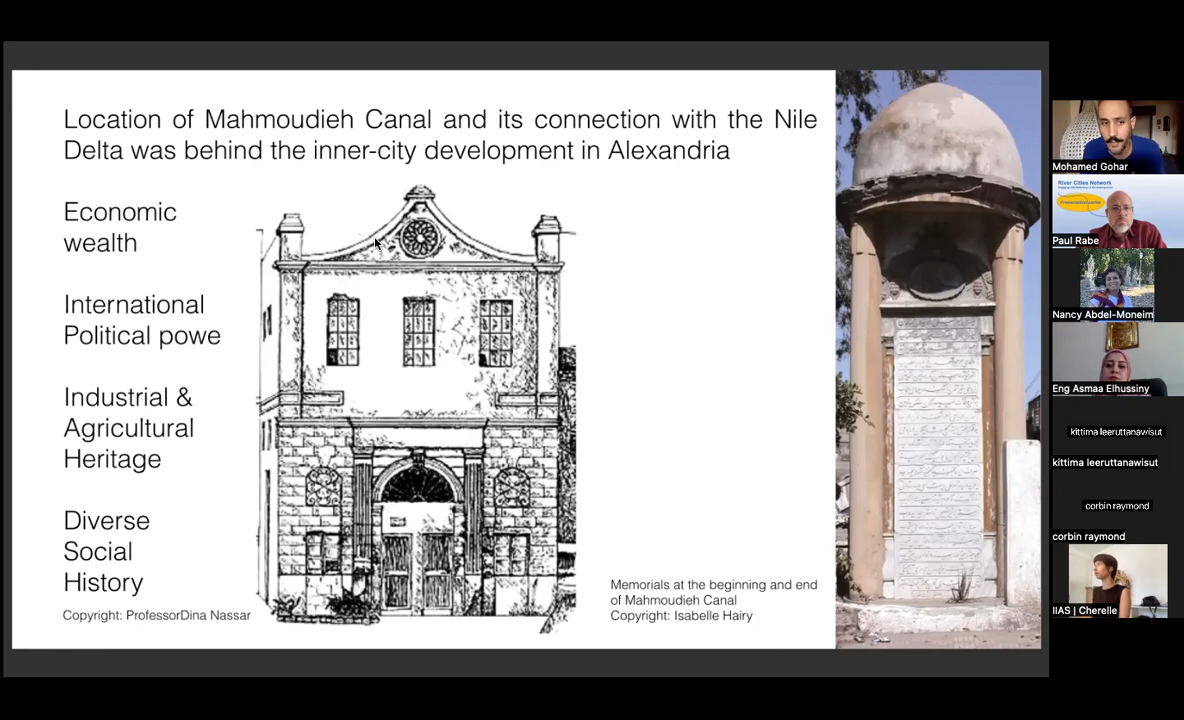 Location of Mahmoudieh Canal and its connection with the Nile
Delta was behind the inner-city development in Alexandria
Economic
wealth
International
Political powe
Industrial &
Agricultural
Heritage
Diverse
Social
History
Copyright: ProfessorDina Nassar
Memorials at the beginning and end
of Mahmoudieh Canal
Copyright: Isabelle Hairy
Mohamed Gohar
River Cities Network
Paul Rabe
Nancy Abdel-Moneim
Eng Asmaa Elhussiny
kittima leeruttanawisut
kittima leeruttanawisut
corbin raymond
corbin raymond
IIAS | Cherelle